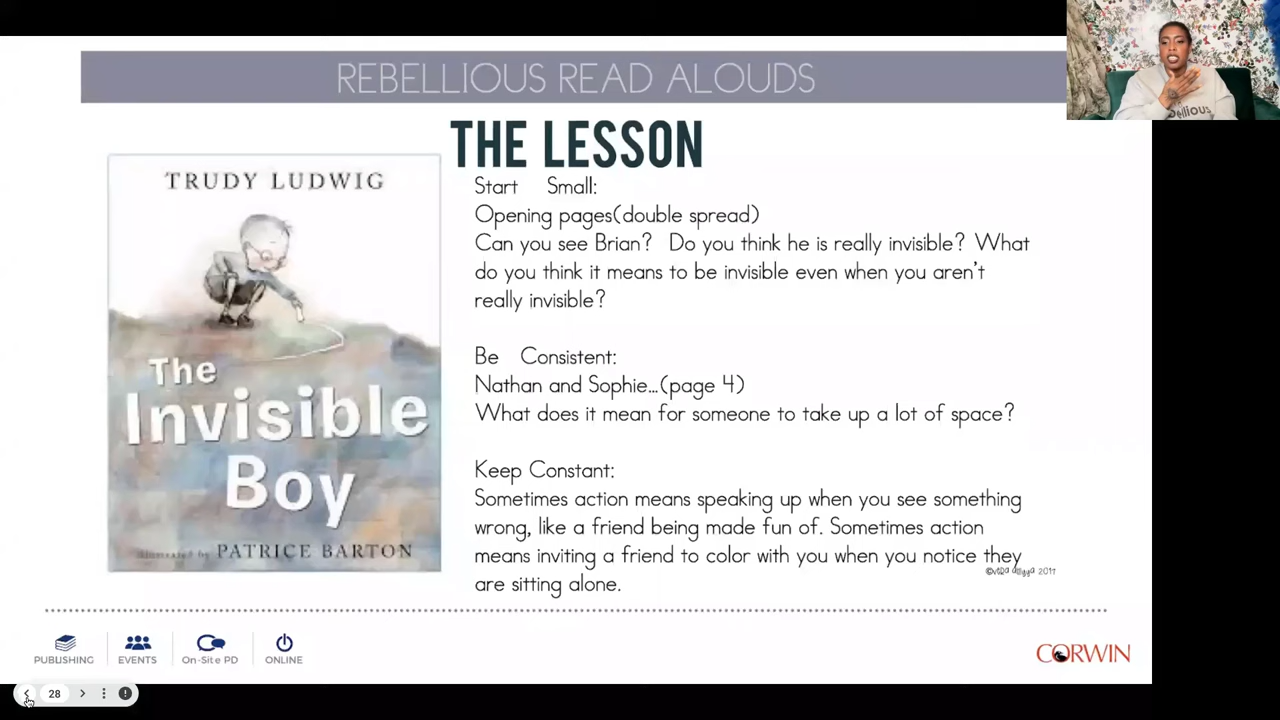 REBELLIOUS READ ALOUDS
THE LESSON
TRUDY LUDWIG
The
Invisible
Boy
illustrated by PATRICE BARTON
Start Small:
Opening pages(double spread)
Can you see Brian? Do you think he is really invisible? What
do you think it means to be invisible even when you aren't
really invisible?
Be Consistent:
Nathan and Sophie...(page 4)
What does it mean for someone to take up a lot of space?
Keep Constant:
Sometimes action means speaking up when you see something
wrong, like a friend being made fun of. Sometimes action
means inviting a friend to color with you when you notice they
are sitting alone.
PUBLISHING
EVENTS
On-Site PD
ONLINE
CORWIN
28